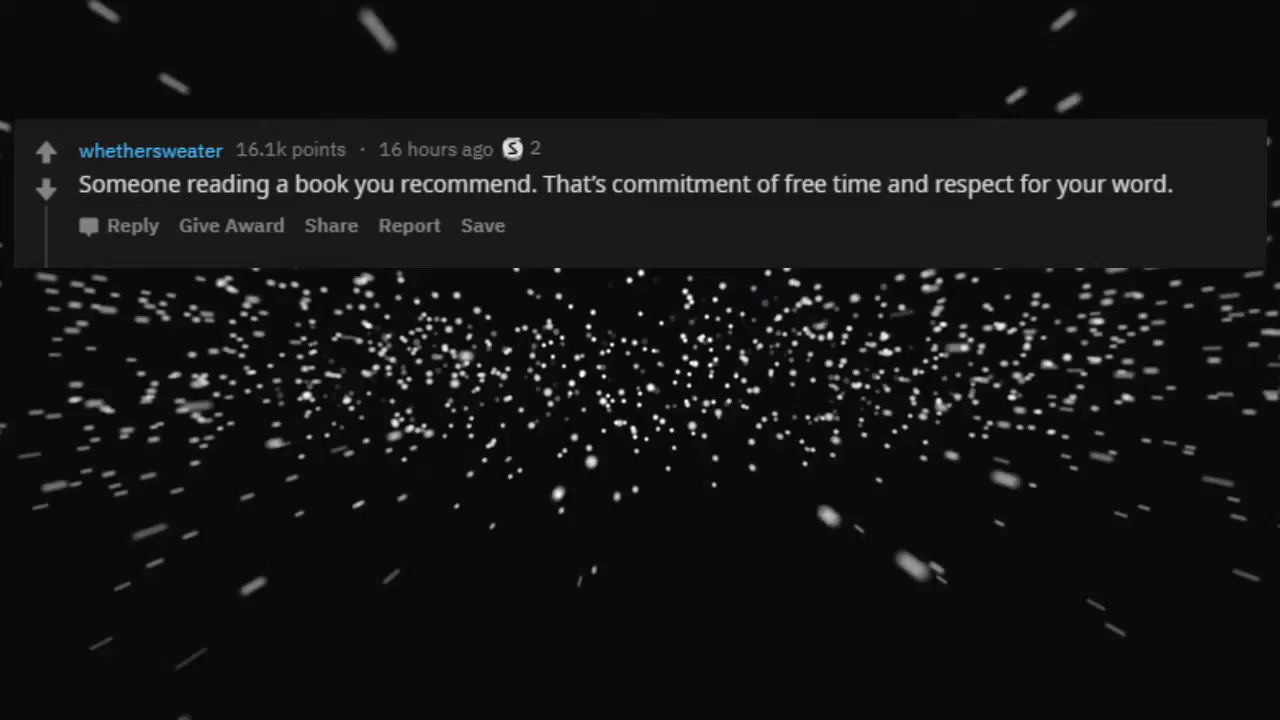 whethersweater 16.1k points · 16 hours ago S 2
Someone reading a book you recommend. That's commitment of free time and respect for your word.
Reply Give Award Share Report Save